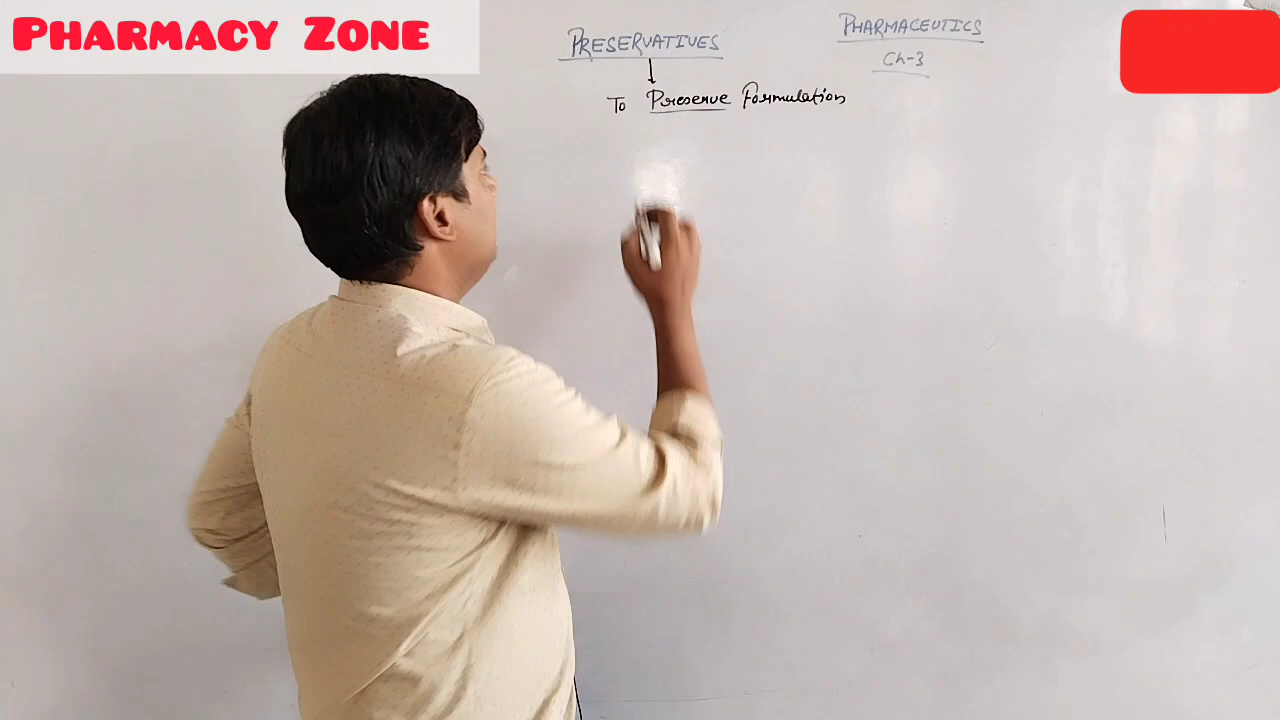 PHARMACY ZONE
PRESERVATIVES
PHARMACEUTICS
Ch-3
To Preserve Formulation